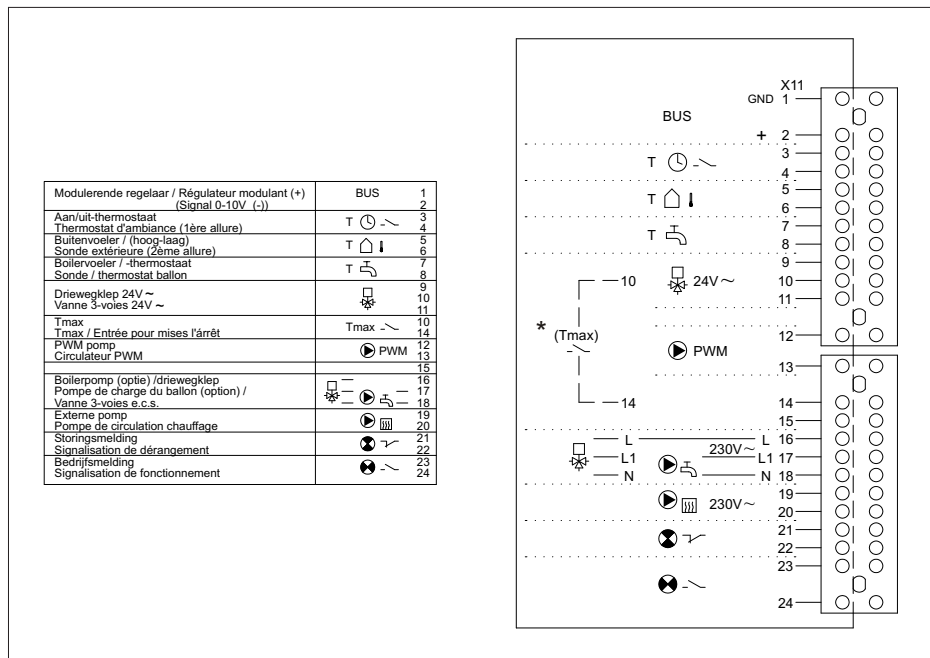 Modulerende regelaar / Régulateur modulant (+) BUS 1
(Signal 0-10V (-)) 2
Aan/uit-thermostaat 3
Thermostat d'ambiance (1ère allure) T 4
Buitenvoeler / (hoog-laag) 5
Sonde extérieure (2ème allure) T 6
Boilervoeler / -thermostaat 7
Sonde / thermostat ballon T 8
9
Driewegklep 24V ~ 10
Vanne 3-voies 24V ~ 11
Tmax 10
Tmax / Entrée pour mises l'árrêt Tmax 14
PWM pomp 12
Circulateur PWM PWM 13
15
Boilerpomp (optie) /driewegklep 16
Pompe de charge du ballon (option) / 17
Vanne 3-voies e.c.s. 18
Externe pomp 19
Pompe de circulation chauffage 20
Storingsmelding 21
Signalisation de dérangement 22
Bedrijfsmelding 23
Signalisation de fonctionnement 24
X11
GND 1
BUS
+ 2
3
T
4
5
T
6
7
T
8
9
10 24V ~ 10
11
* (Tmax)
12
PWM
13
14 14
15
L L 16
230V ~
L1 L1 17
N N 18
19
230V ~
20
21
22
23
24